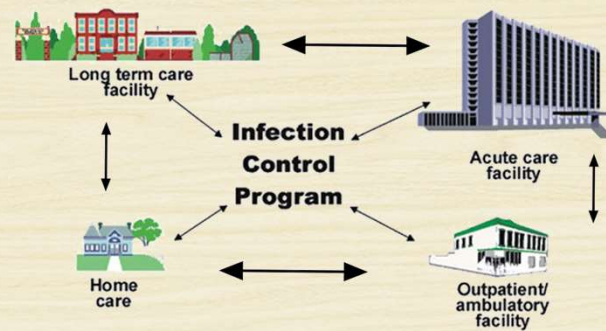 Long term care
facility
Infection
Control
Program
Acute care
facility
Home
care
Outpatient/
ambulatory
facility